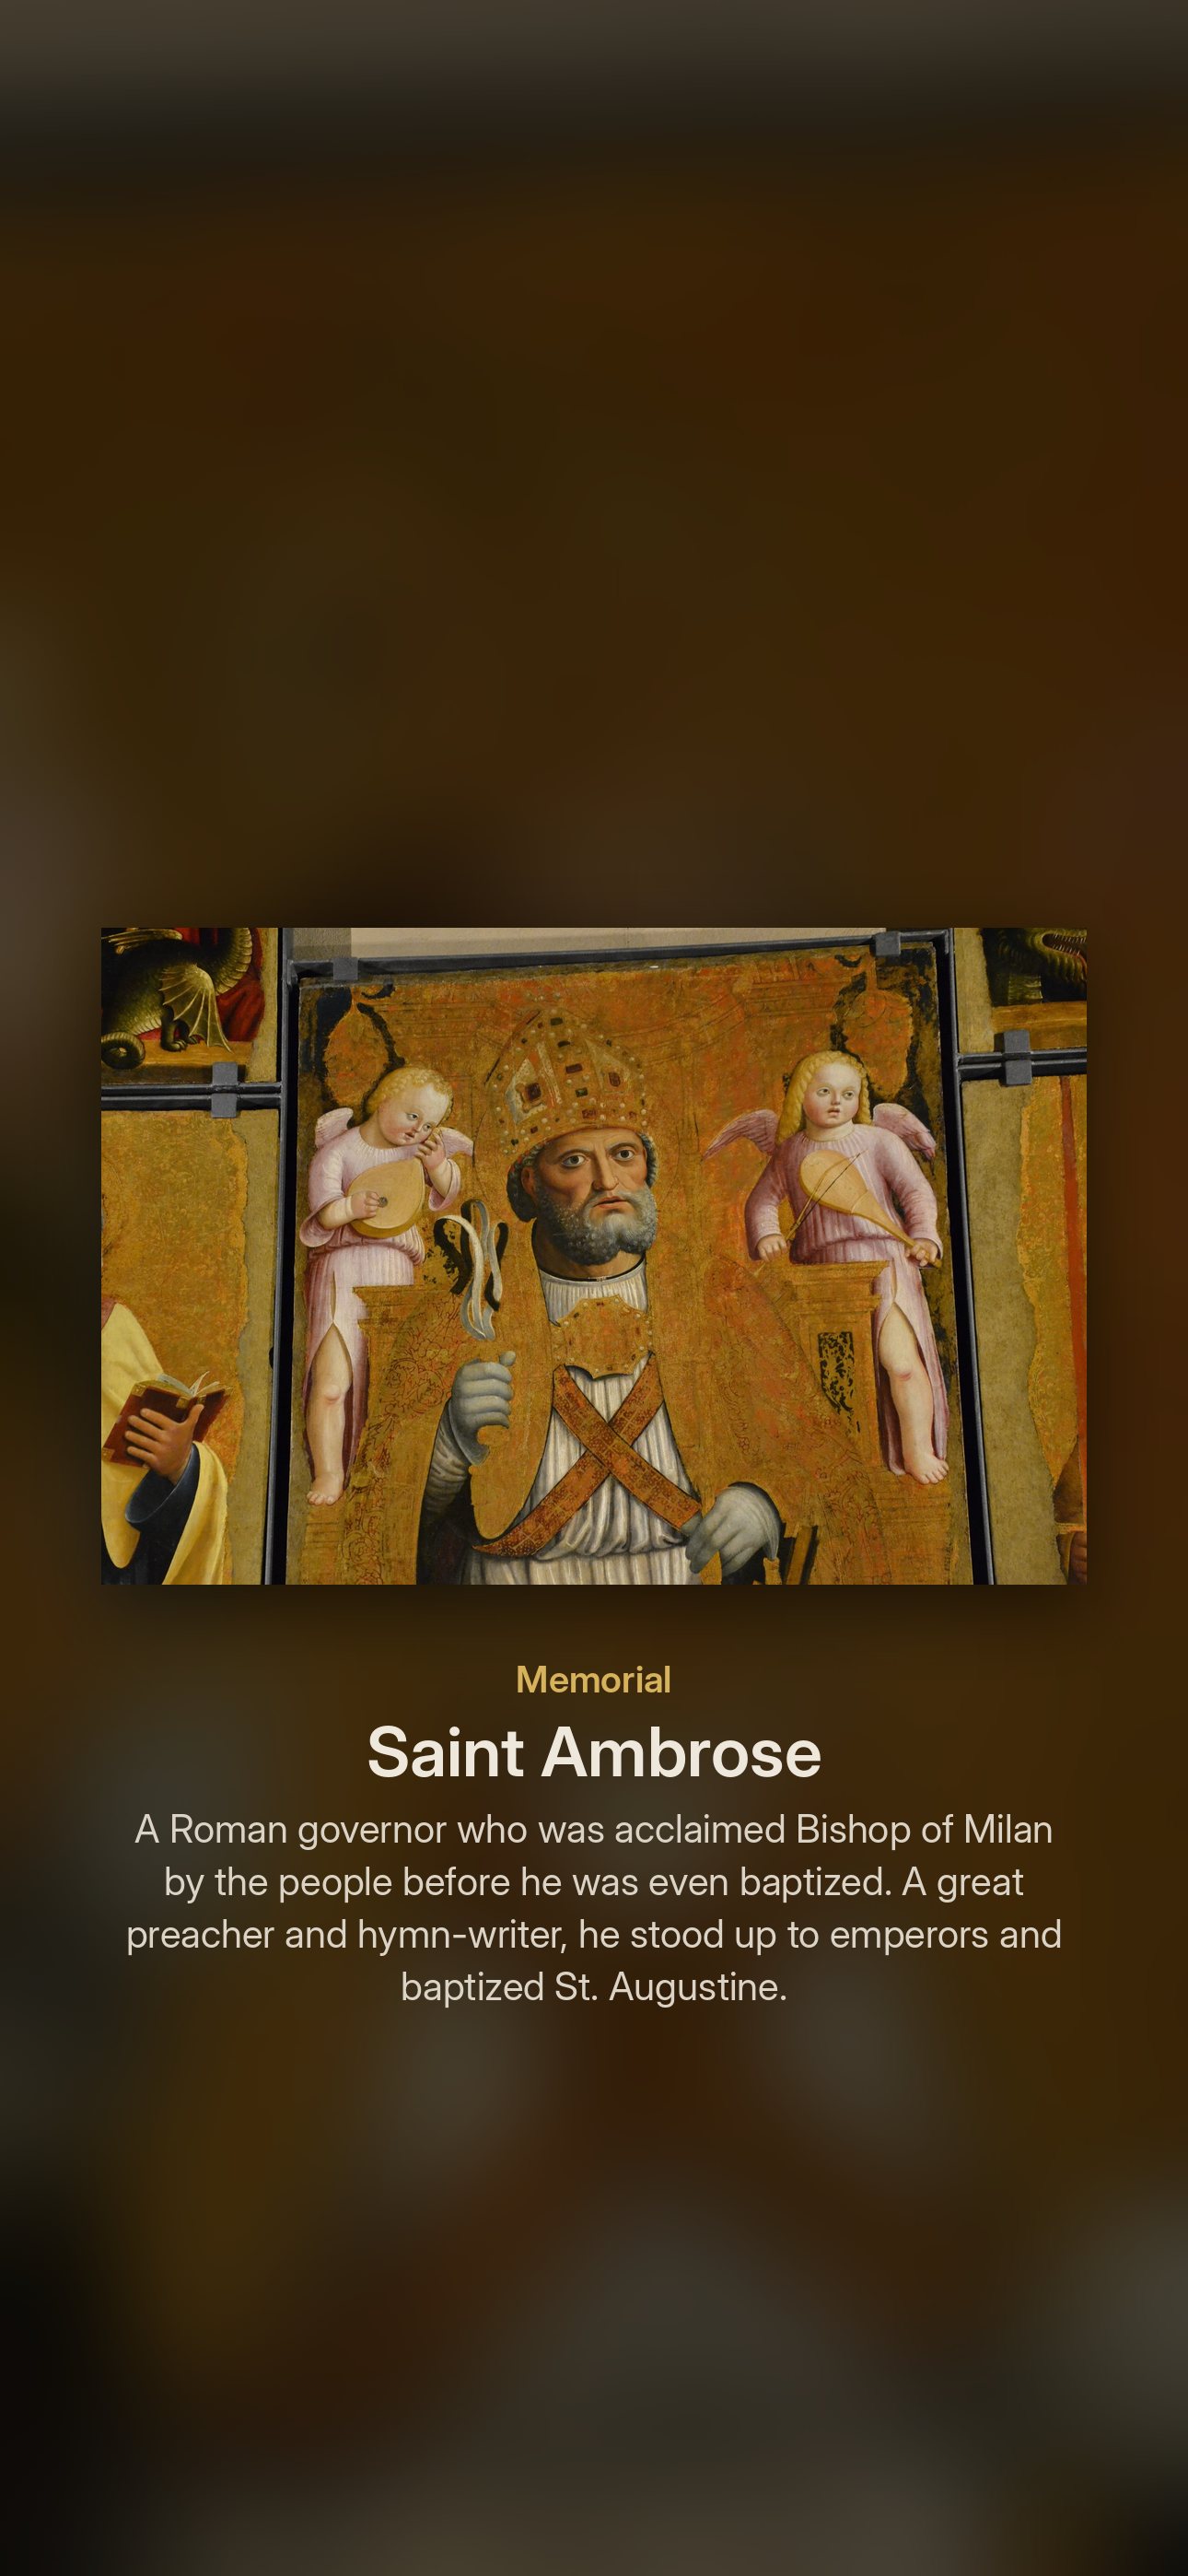 Memorial
Saint Ambrose
A Roman governor who was acclaimed Bishop of Milan
by the people before he was even baptized. A great
preacher and hymn-writer, he stood up to emperors and
baptized St. Augustine.